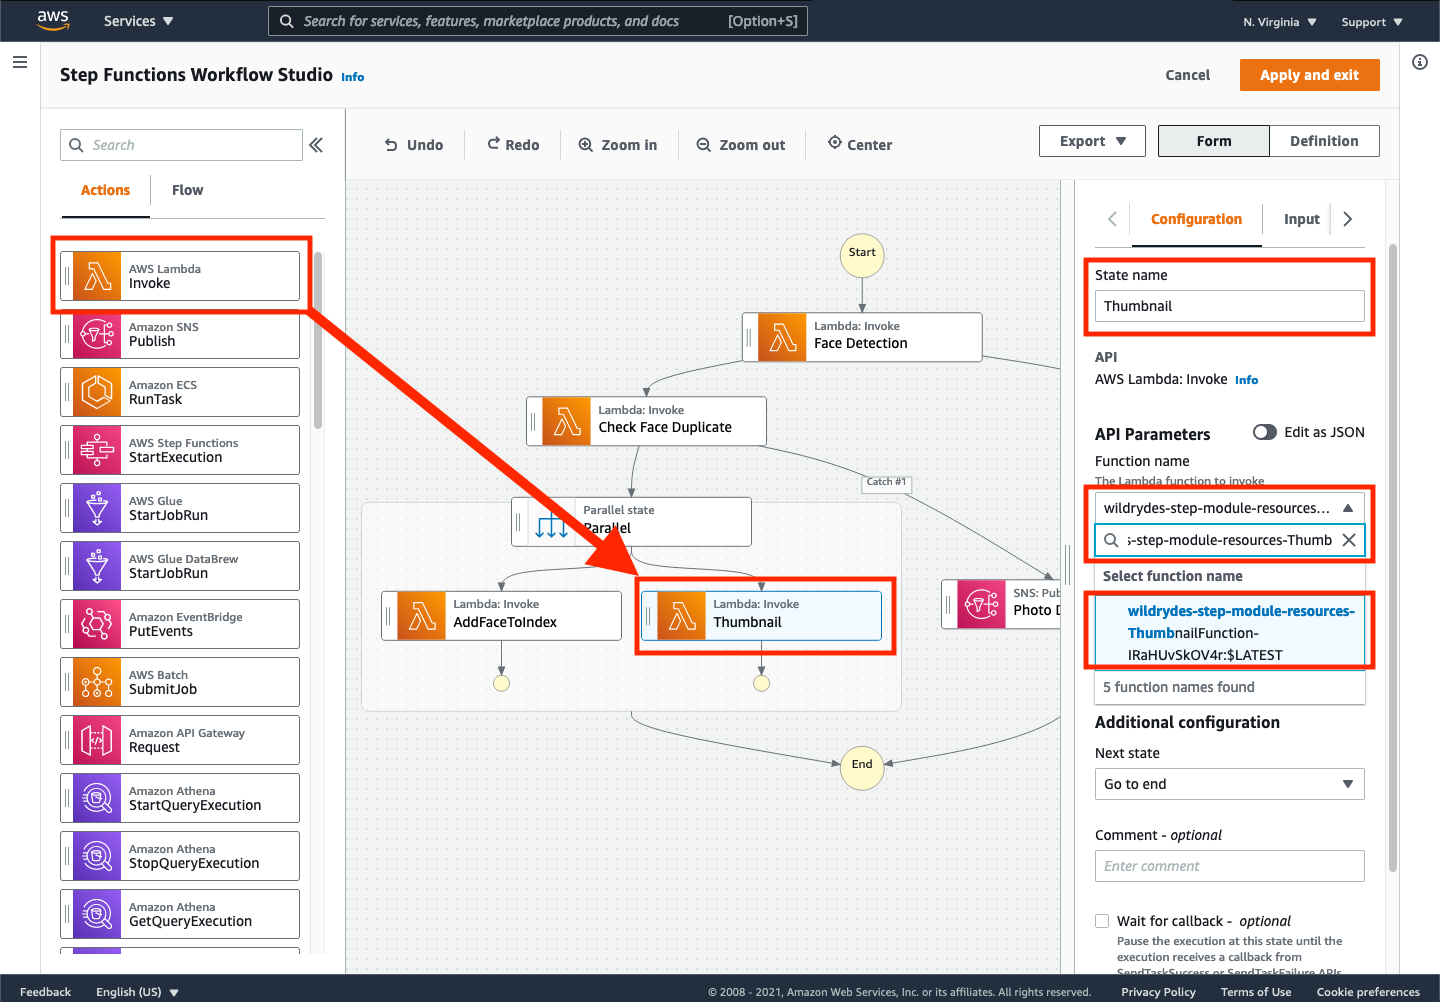 aws
Services
Search for services, features, marketplace products, and docs
[Option+S]
N. Virginia
Support
Step Functions Workflow Studio Info
Cancel
Apply and exit
Search
Undo
Redo
Zoom in
Zoom out
Center
Export
Form
Definition
Actions
Flow
AWS Lambda
Invoke
Amazon SNS
Publish
Amazon ECS
RunTask
AWS Step Functions
StartExecution
AWS Glue
StartJobRun
AWS Glue DataBrew
StartJobRun
Amazon EventBridge
PutEvents
AWS Batch
SubmitJob
Amazon API Gateway
Request
Amazon Athena
StartQueryExecution
Amazon Athena
StopQueryExecution
Amazon Athena
GetQueryExecution
Start
Lambda: Invoke
Face Detection
Lambda: Invoke
Check Face Duplicate
Catch #1
Parallel state
Parallel
Lambda: Invoke
AddFaceToIndex
Lambda: Invoke
Thumbnail
SNS: Pu
Photo D
End
Configuration
Input
State name
Thumbnail
API
AWS Lambda: Invoke Info
API Parameters
Edit as JSON
Function name
The Lambda function to invoke
wildrydes-step-module-resources...
s-step-module-resources-Thumb
Select function name
wildrydes-step-module-resources-
ThumbnailFunction-
IRaHUvSkOV4r:$LATEST
5 function names found
Additional configuration
Next state
Go to end
Comment - optional
Enter comment
Wait for callback - optional
Pause the execution at this state until the
execution receives a callback from
SendTaskSuccess or SendTaskFailure APIs
Feedback
English (US)
© 2008 - 2021, Amazon Web Services, Inc. or its affiliates. All rights reserved.
Privacy Policy
Terms of Use
Cookie preferences